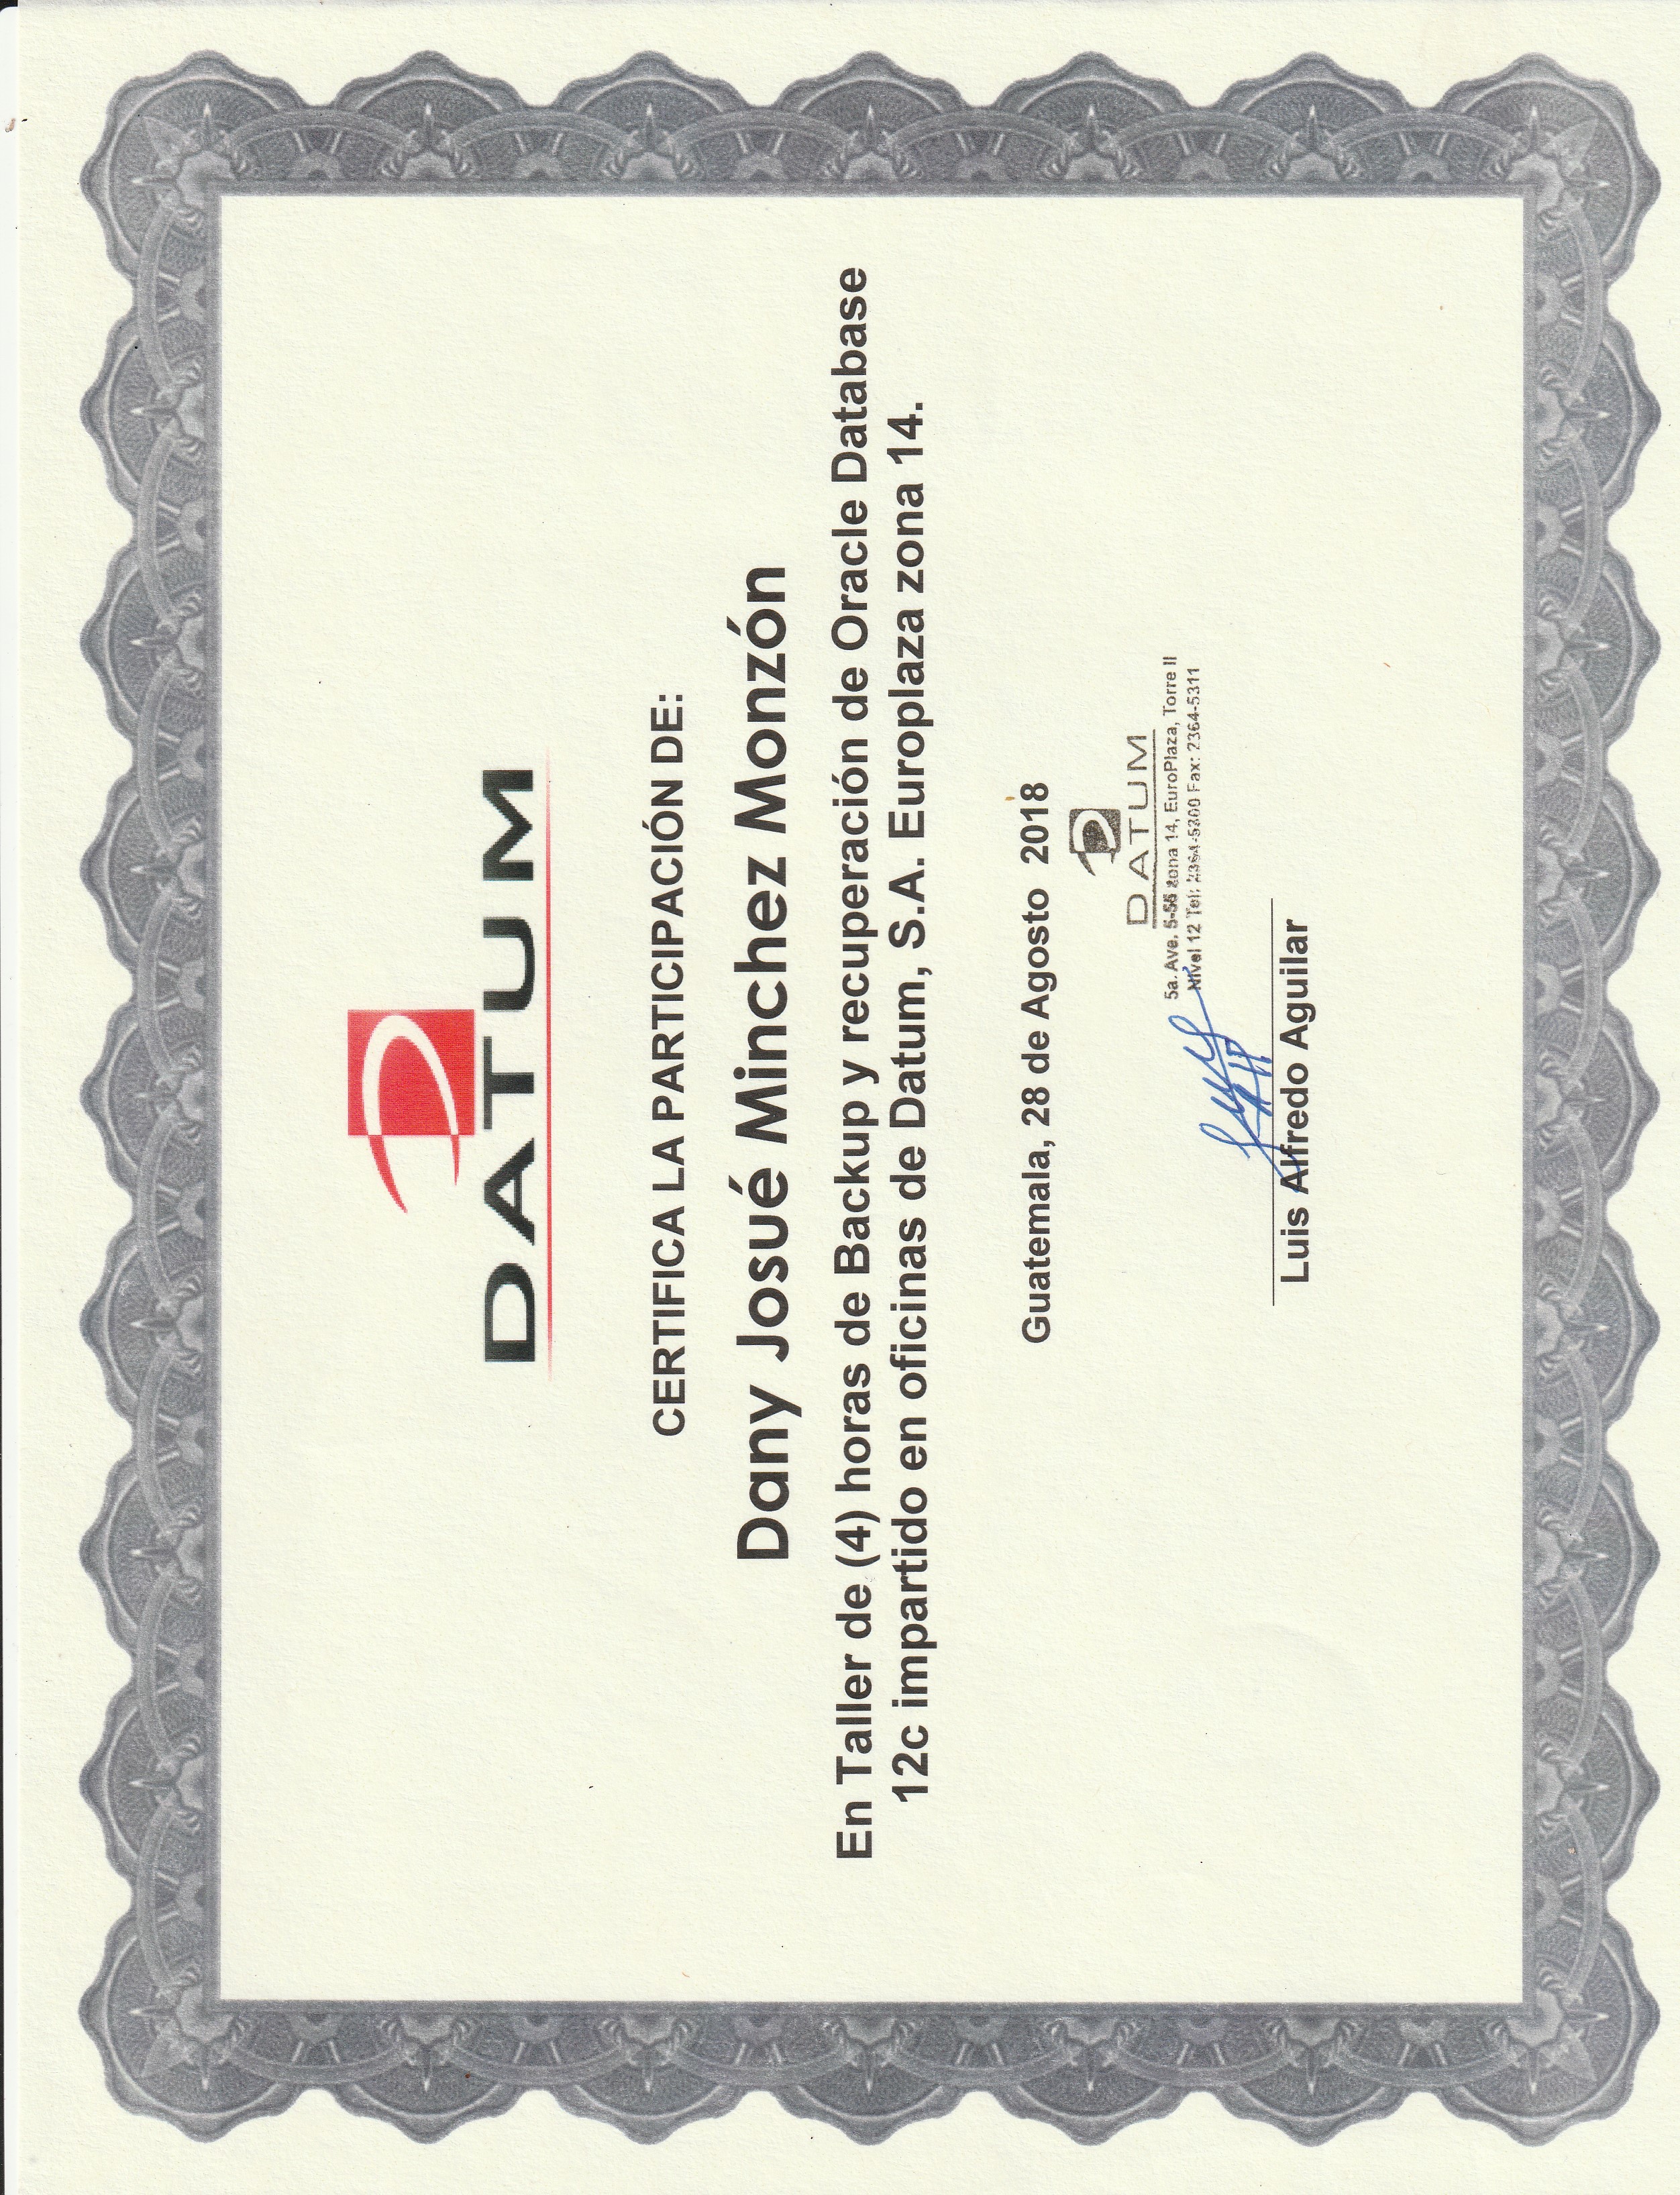 DATUM
CERTIFICA LA PARTICIPACIÓN DE:
Dany Josué Minchez Monzón
En Taller de (4) horas de Backup y recuperación de Oracle Database
12c impartido en oficinas de Datum, S.A. Europlaza zona 14.
Guatemala, 28 de Agosto 2018
DATUM
5a. Ave. 5-55 zona 14, EuroPlaza, Torre II
Nivel 12 Tel: 2364-5300 Fax: 2364-5311
Luis Alfredo Aguilar